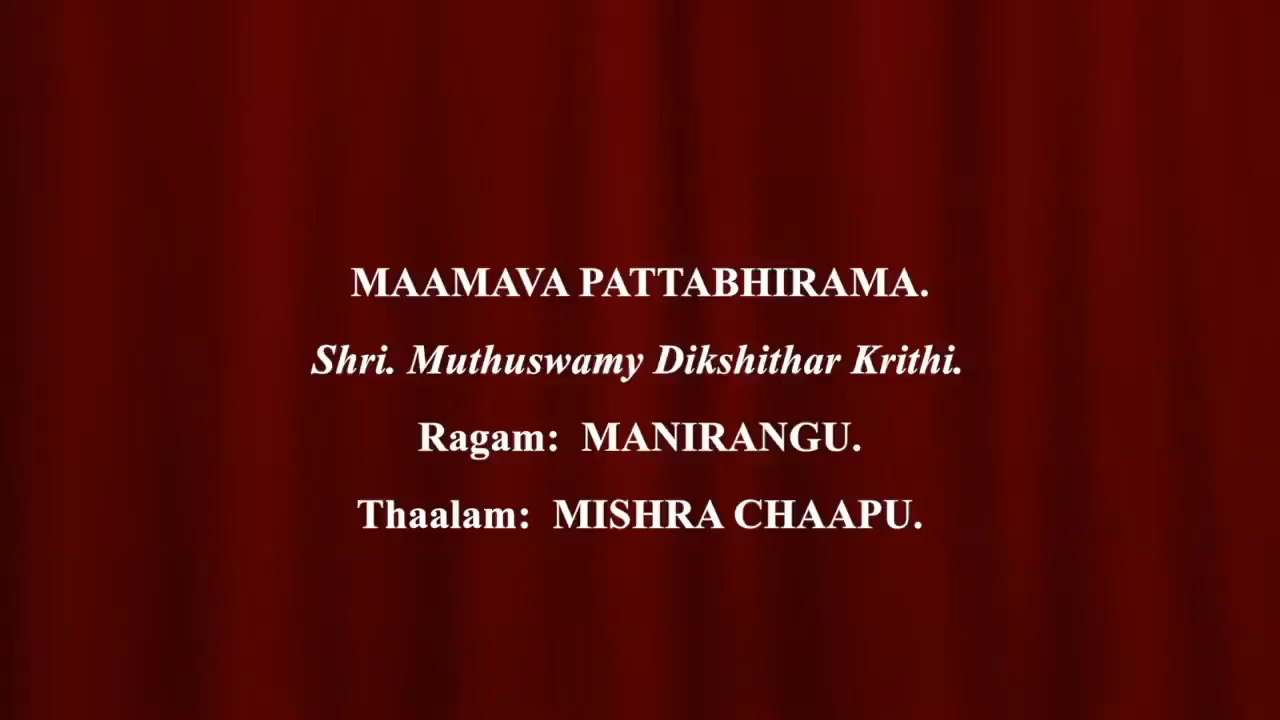 MAAMAVA PATTABHIRAMA.
Shri. Muthuswamy Dikshithar Krithi.
Ragam: MANIRANGU.
Thaalam: MISHRA CHAAPU.